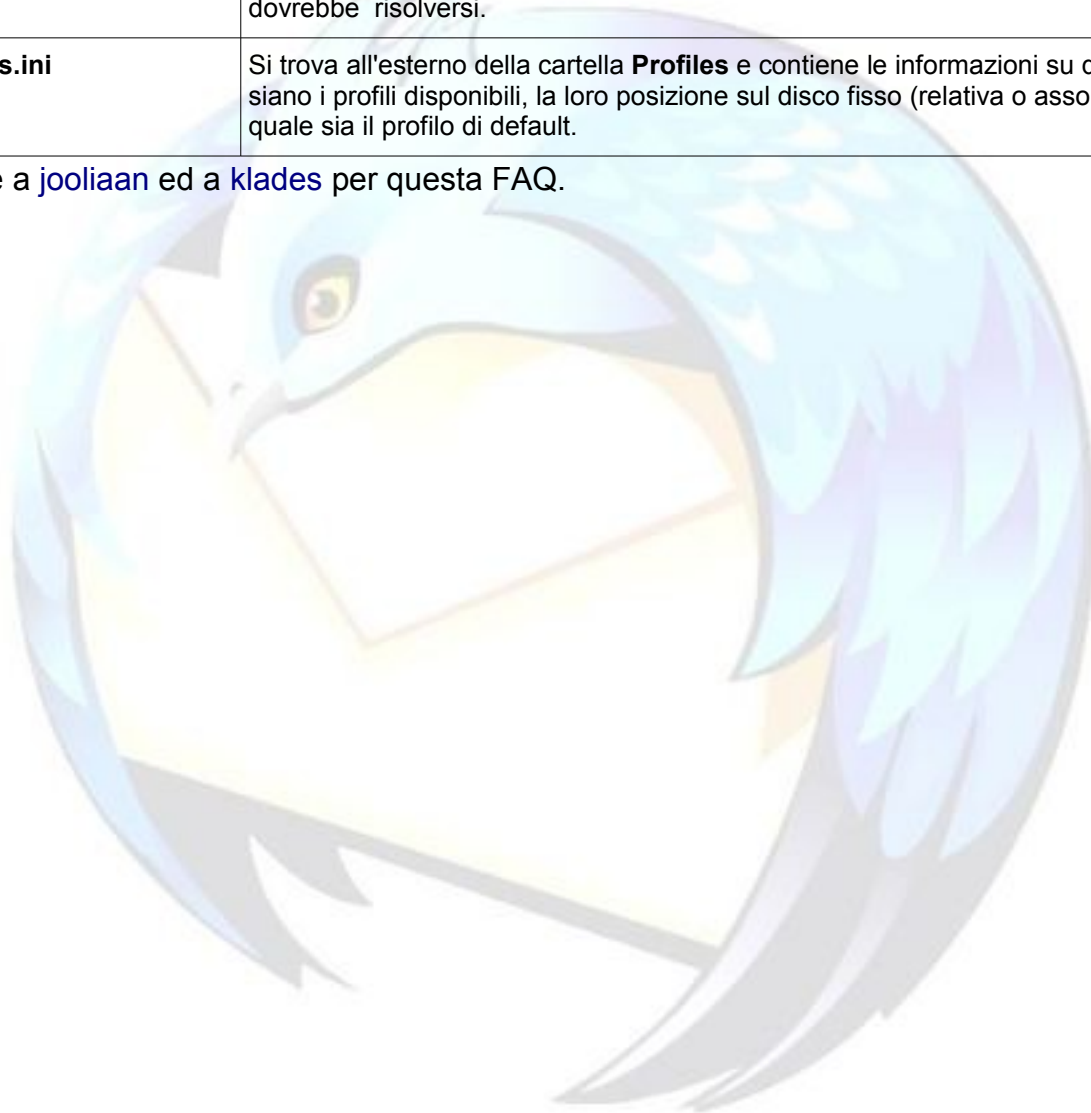 dovrebbe risolversi.
s.ini
Si trova all'esterno della cartella Profiles e contiene le informazioni su
siano i profili disponibili, la loro posizione sul disco fisso (relativa o asso
quale sia il profilo di default.
e a jooliaan ed a klades per questa FAQ.